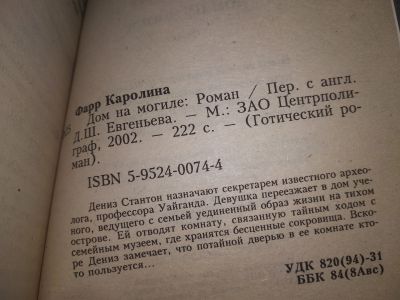 Фарр Каролина
Дом на могиле: Роман / Пер. с англ.
Д.Ш. Евгеньева. — М.: ЗАО Центрполи-
граф, 2002. — 222 с. — (Готический ро-
ман).
ISBN 5-9524-0074-4
Дениз Стантон назначают секретарем известного архео-
лога, профессора Уайганда. Девушка переезжает в дом уче-
ного, ведущего с семьей уединенный образ жизни на тихом
острове. Ей отводят комнату, связанную тайным ходом с
семейным музеем, где хранятся бесценные сокровища. Вско-
ре Дениз замечает, что потайной дверью в ее комнате кто-
то пользуется...
УДК 820(94)-31
ББК 84(8Авс)